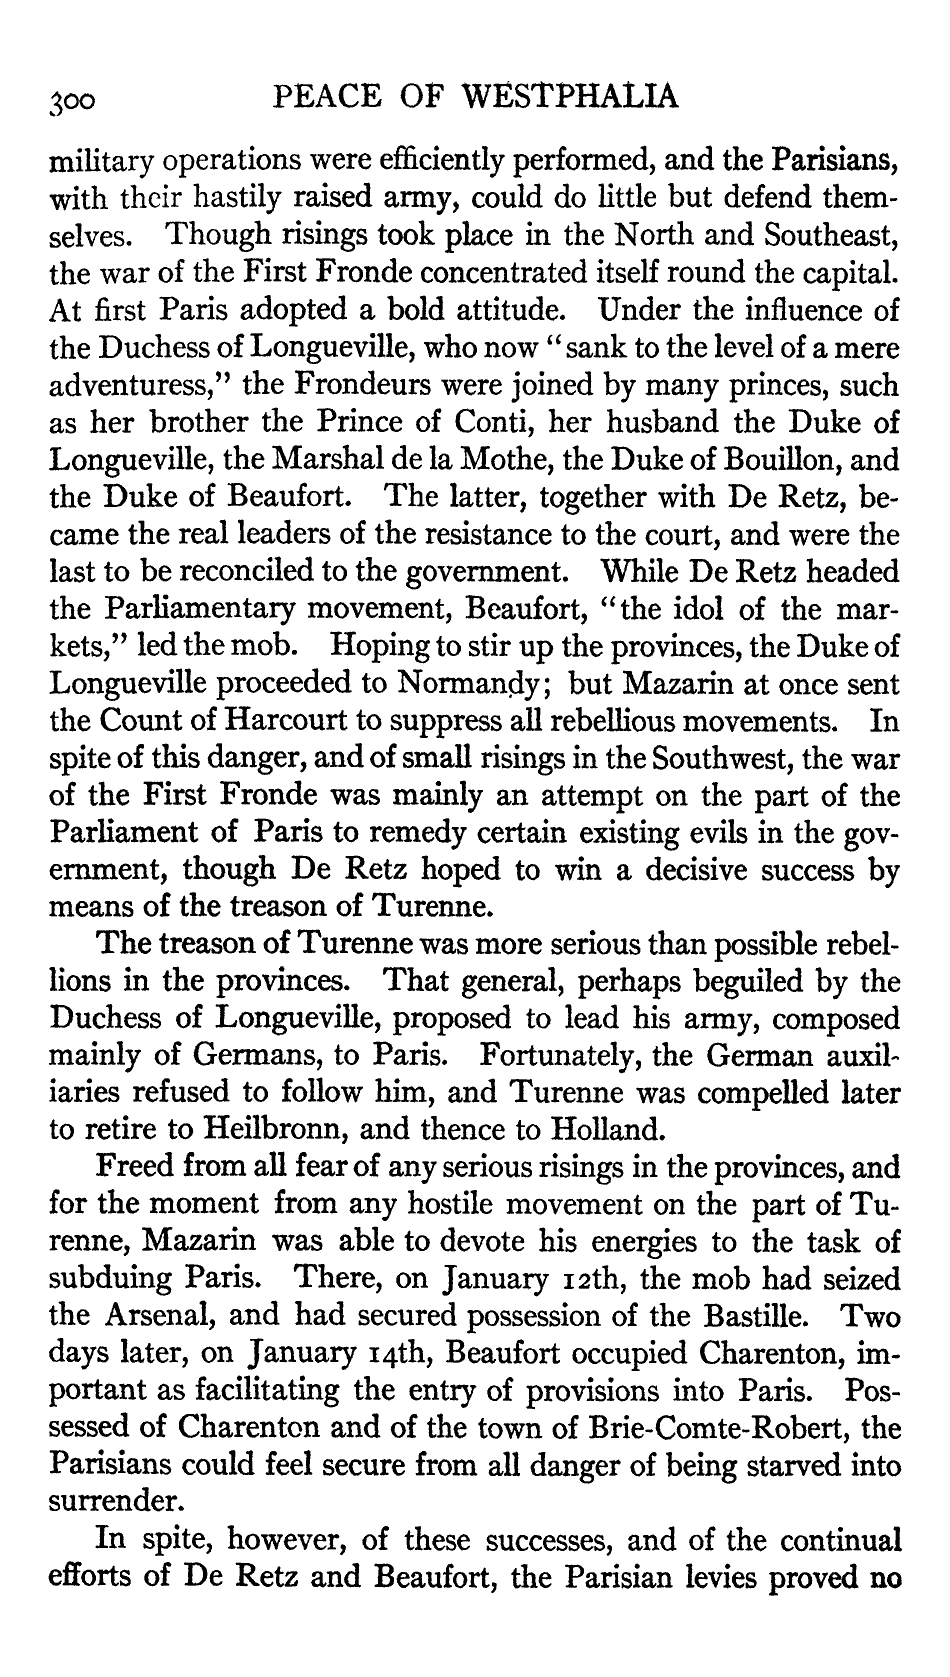 300 PEACE OF WESTPHALIA
military operations were efficiently performed, and the Parisians,
with their hastily raised army, could do little but defend them-
selves. Though risings took place in the North and Southeast,
the war of the First Fronde concentrated itself round the capital.
At first Paris adopted a bold attitude. Under the influence of
the Duchess of Longueville, who now "sank to the level of a mere
adventuress," the Frondeurs were joined by many princes, such
as her brother the Prince of Conti, her husband the Duke of
Longueville, the Marshal de la Mothe, the Duke of Bouillon, and
the Duke of Beaufort. The latter, together with De Retz, be-
came the real leaders of the resistance to the court, and were the
last to be reconciled to the government. While De Retz headed
the Parliamentary movement, Beaufort, "the idol of the mar-
kets," led the mob. Hoping to stir up the provinces, the Duke of
Longueville proceeded to Normandy; but Mazarin at once sent
the Count of Harcourt to suppress all rebellious movements. In
spite of this danger, and of small risings in the Southwest, the war
of the First Fronde was mainly an attempt on the part of the
Parliament of Paris to remedy certain existing evils in the gov-
ernment, though De Retz hoped to win a decisive success by
means of the treason of Turenne.
The treason of Turenne was more serious than possible rebel-
lions in the provinces. That general, perhaps beguiled by the
Duchess of Longueville, proposed to lead his army, composed
mainly of Germans, to Paris. Fortunately, the German auxil-
iaries refused to follow him, and Turenne was compelled later
to retire to Heilbronn, and thence to Holland.
Freed from all fear of any serious risings in the provinces, and
for the moment from any hostile movement on the part of Tu-
renne, Mazarin was able to devote his energies to the task of
subduing Paris. There, on January 12th, the mob had seized
the Arsenal, and had secured possession of the Bastille. Two
days later, on January 14th, Beaufort occupied Charenton, im-
portant as facilitating the entry of provisions into Paris. Pos-
sessed of Charenton and of the town of Brie-Comte-Robert, the
Parisians could feel secure from all danger of being starved into
surrender.
In spite, however, of these successes, and of the continual
efforts of De Retz and Beaufort, the Parisian levies proved no